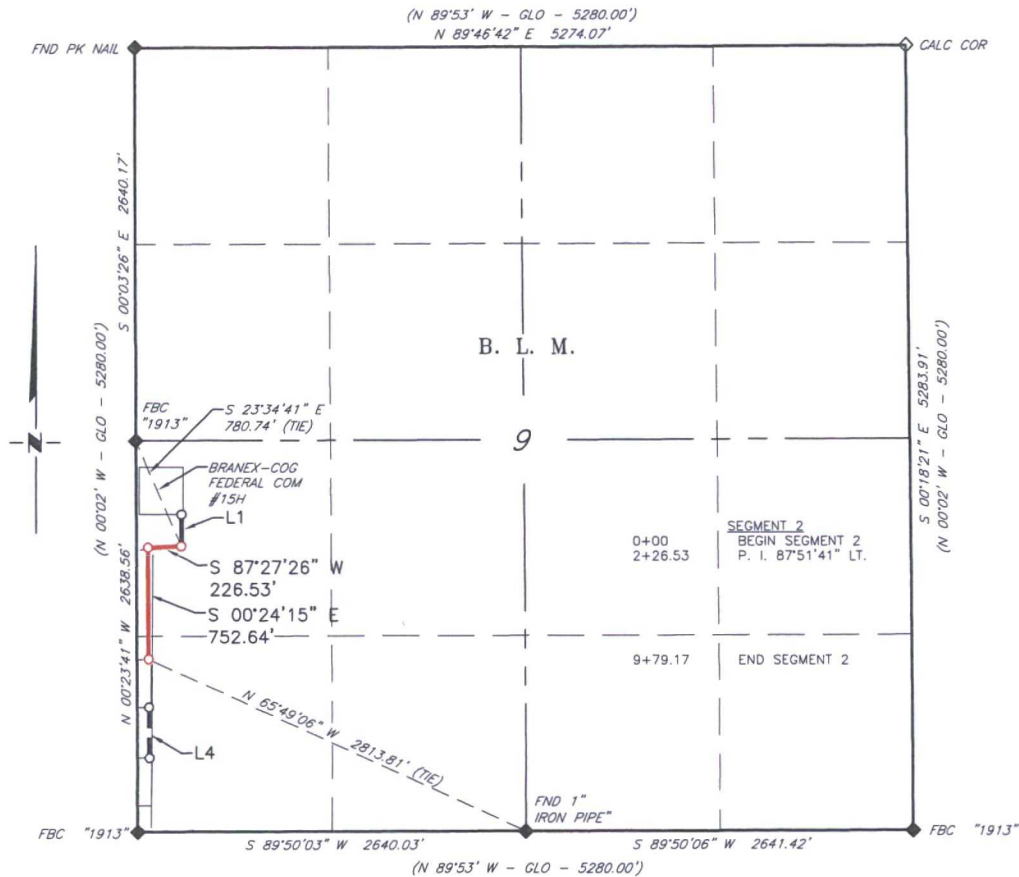 (N 89°53' W - GLO - 5280.00')
N 89°46'42" E 5274.07'
FND PK NAIL
CALC COR
S 00°03'26" E 2640.17'
(N 00°02' W - GLO - 5280.00')
B. L. M.
S 00°18'21" E 5283.91'
(N 00°02' W - GLO - 5280.00')
N
FBC
"1913"
S 23°34'41" E
780.74' (TIE)
9
BRANEX-COG
FEDERAL COM
#15H
L1
SEGMENT 2
0+00 BEGIN SEGMENT 2
2+26.53 P. I. 87°51'41" LT.
S 87°27'26" W
226.53'
S 00°24'15" E
752.64'
N 00°23'41" W 2638.56'
9+79.17 END SEGMENT 2
N 65°49'06" W 2813.81' (TIE)
L4
FND 1"
IRON PIPE"
FBC "1913"
FBC "1913"
S 89°50'03" W 2640.03'
S 89°50'06" W 2641.42'
(N 89°53' W - GLO - 5280.00')